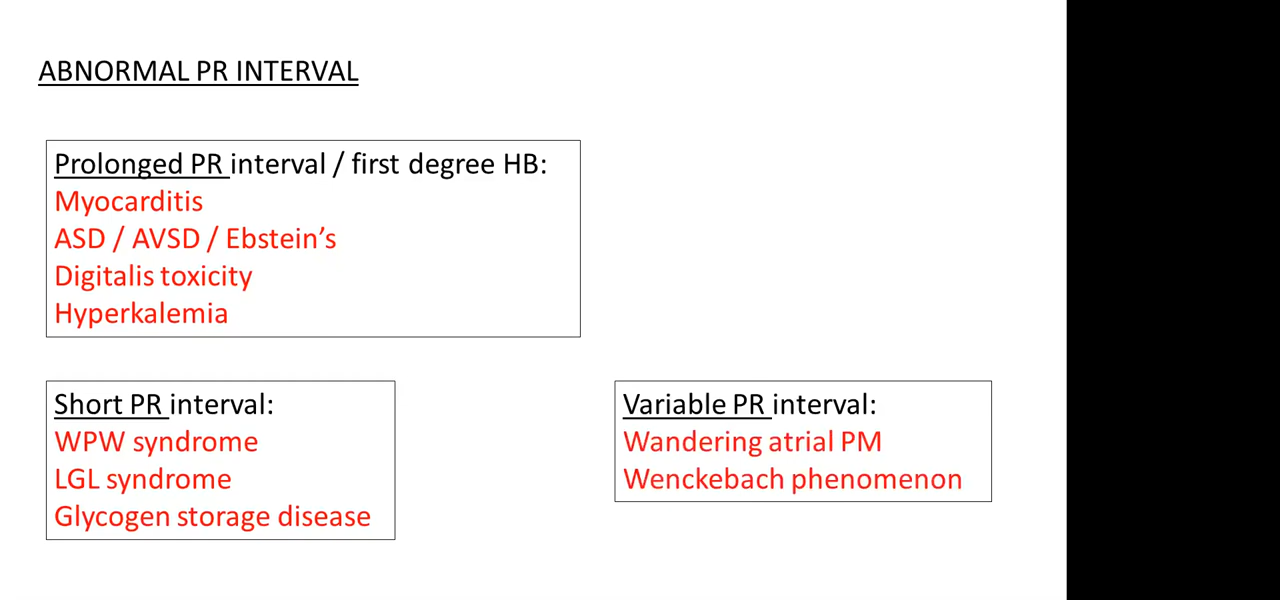 ABNORMAL PR INTERVAL
Prolonged PR interval / first degree HB:
Myocarditis
ASD / AVSD / Ebstein’s
Digitalis toxicity
Hyperkalemia
Short PR interval:
WPW syndrome
LGL syndrome
Glycogen storage disease
Variable PR interval:
Wandering atrial PM
Wenckebach phenomenon